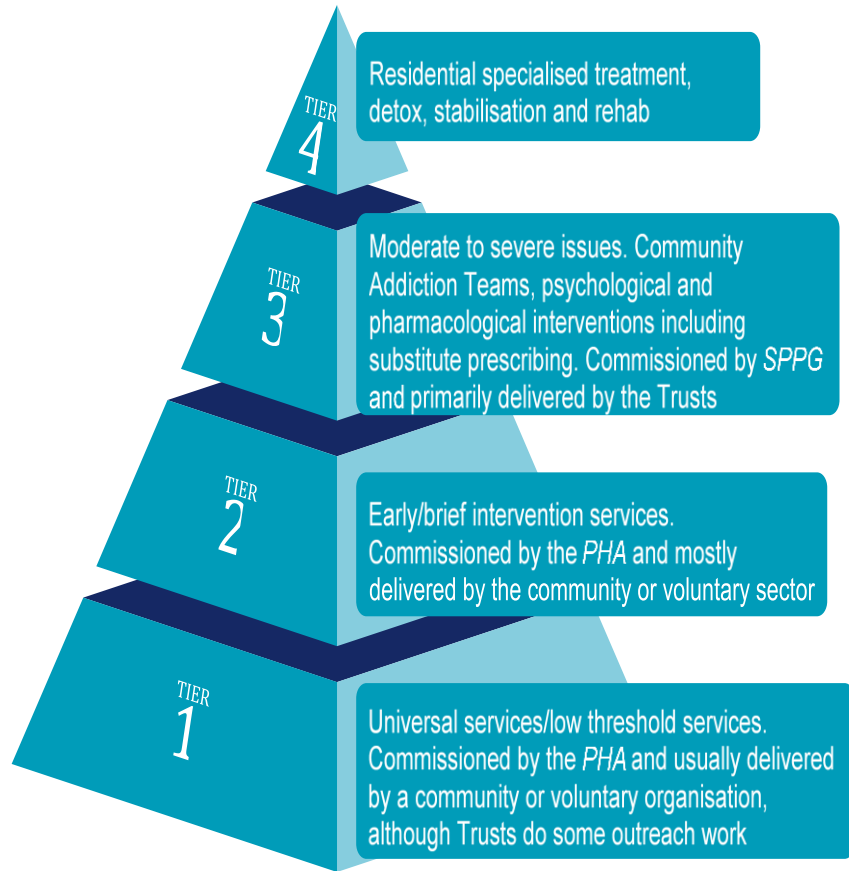 TIER
4
Residential specialised treatment,
detox, stabilisation and rehab
TIER
3
Moderate to severe issues. Community
Addiction Teams, psychological and
pharmacological interventions including
substitute prescribing. Commissioned by SPPG
and primarily delivered by the Trusts
TIER
2
Early/brief intervention services.
Commissioned by the PHA and mostly
delivered by the community or voluntary sector
TIER
1
Universal services/low threshold services.
Commissioned by the PHA and usually delivered
by a community or voluntary organisation,
although Trusts do some outreach work